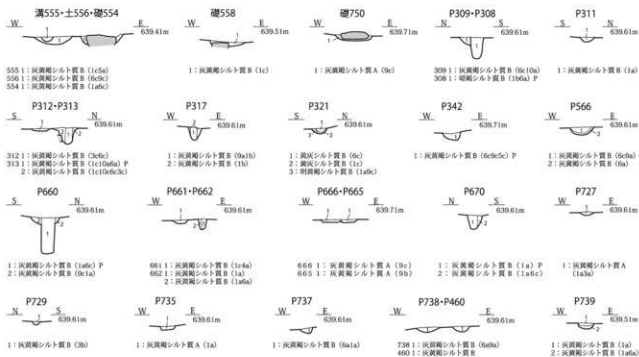 溝555・土556・礎554
W E
639.41m
1
555 1：灰黄褐シルト質B (1c5a)
556 1：灰黄褐シルト質B (6c9c)
554 1：灰黄褐シルト質B (1a6c)
礎558
W E
639.51m
1
1：灰黄褐シルト質B (1c)
礎750
W E
639.71m
1
1：灰黄褐シルト質A (9c)
P309・P308
W E
639.61m
309 1：灰黄褐シルト質B (6c10a)
308 1：暗褐シルト質B (1b6a) P
P311
W E
639.61m
1
1：灰黄褐シルト質B (1a)
P312・P313
S N
639.61m
312 1：灰黄褐シルト質B (3c6c)
313 1：灰黄褐シルト質B (1c10a6a) P
2：灰黄褐シルト質B (1c10c6c3c)
P317
W E
639.61m
1：灰黄褐シルト質B (9a1b)
2：灰黄褐シルト質B (1b)
P321
W E
639.61m
1：灰黄褐シルト質B (6c)
2：黄灰シルト質B (1c)
3：明黄褐シルト質B (1a9c)
P342
W E
639.71m
1：灰黄褐シルト質B (6c9c5c) P
P566
W E
639.61m
1：灰黄褐シルト質B (6c9a)
2：灰黄褐シルト質B (6a)
P660
S N
639.61m
1：灰黄褐シルト質B (1a6c) P
2：灰黄褐シルト質B (9c1a)
P661・P662
W E
639.61m
661 1：灰黄褐シルト質B (1c4a)
662 1：灰黄褐シルト質B (1a)
2：灰黄褐シルト質B (1a6a)
P666・P665
W E
639.71m
666 1：灰黄褐シルト質A (9c)
665 1：灰黄褐シルト質A (9b)
P670
S N
639.61m
1：灰黄褐シルト質B (1a) P
2：灰黄褐シルト質B (1a6c)
P727
W E
639.51m
1：灰黄褐シルト質A
(1a3a)
P729
N S
639.61m
1：灰黄褐シルト質B (3b)
P735
W E
639.61m
1：灰黄褐シルト質A (1a)
P737
W E
639.61m
1：灰黄褐シルト質B (6a1a)
P738・P460
W E
639.61m
738 1：灰黄褐シルト質B (6a9a)
460 1：灰黄褐シルト質B
P739
W E
639.51m
1：灰黄褐シルト質B (1a)
2：灰黄褐シルト質B (1a6a)